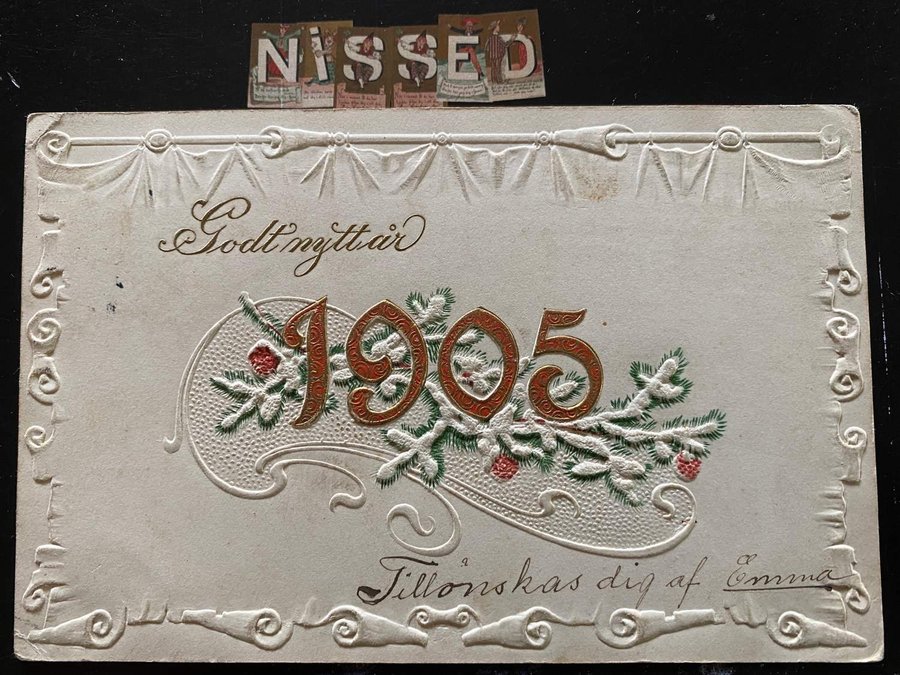 NiSSED
Godt nytt år
1905
Tillönskas dig af Emma